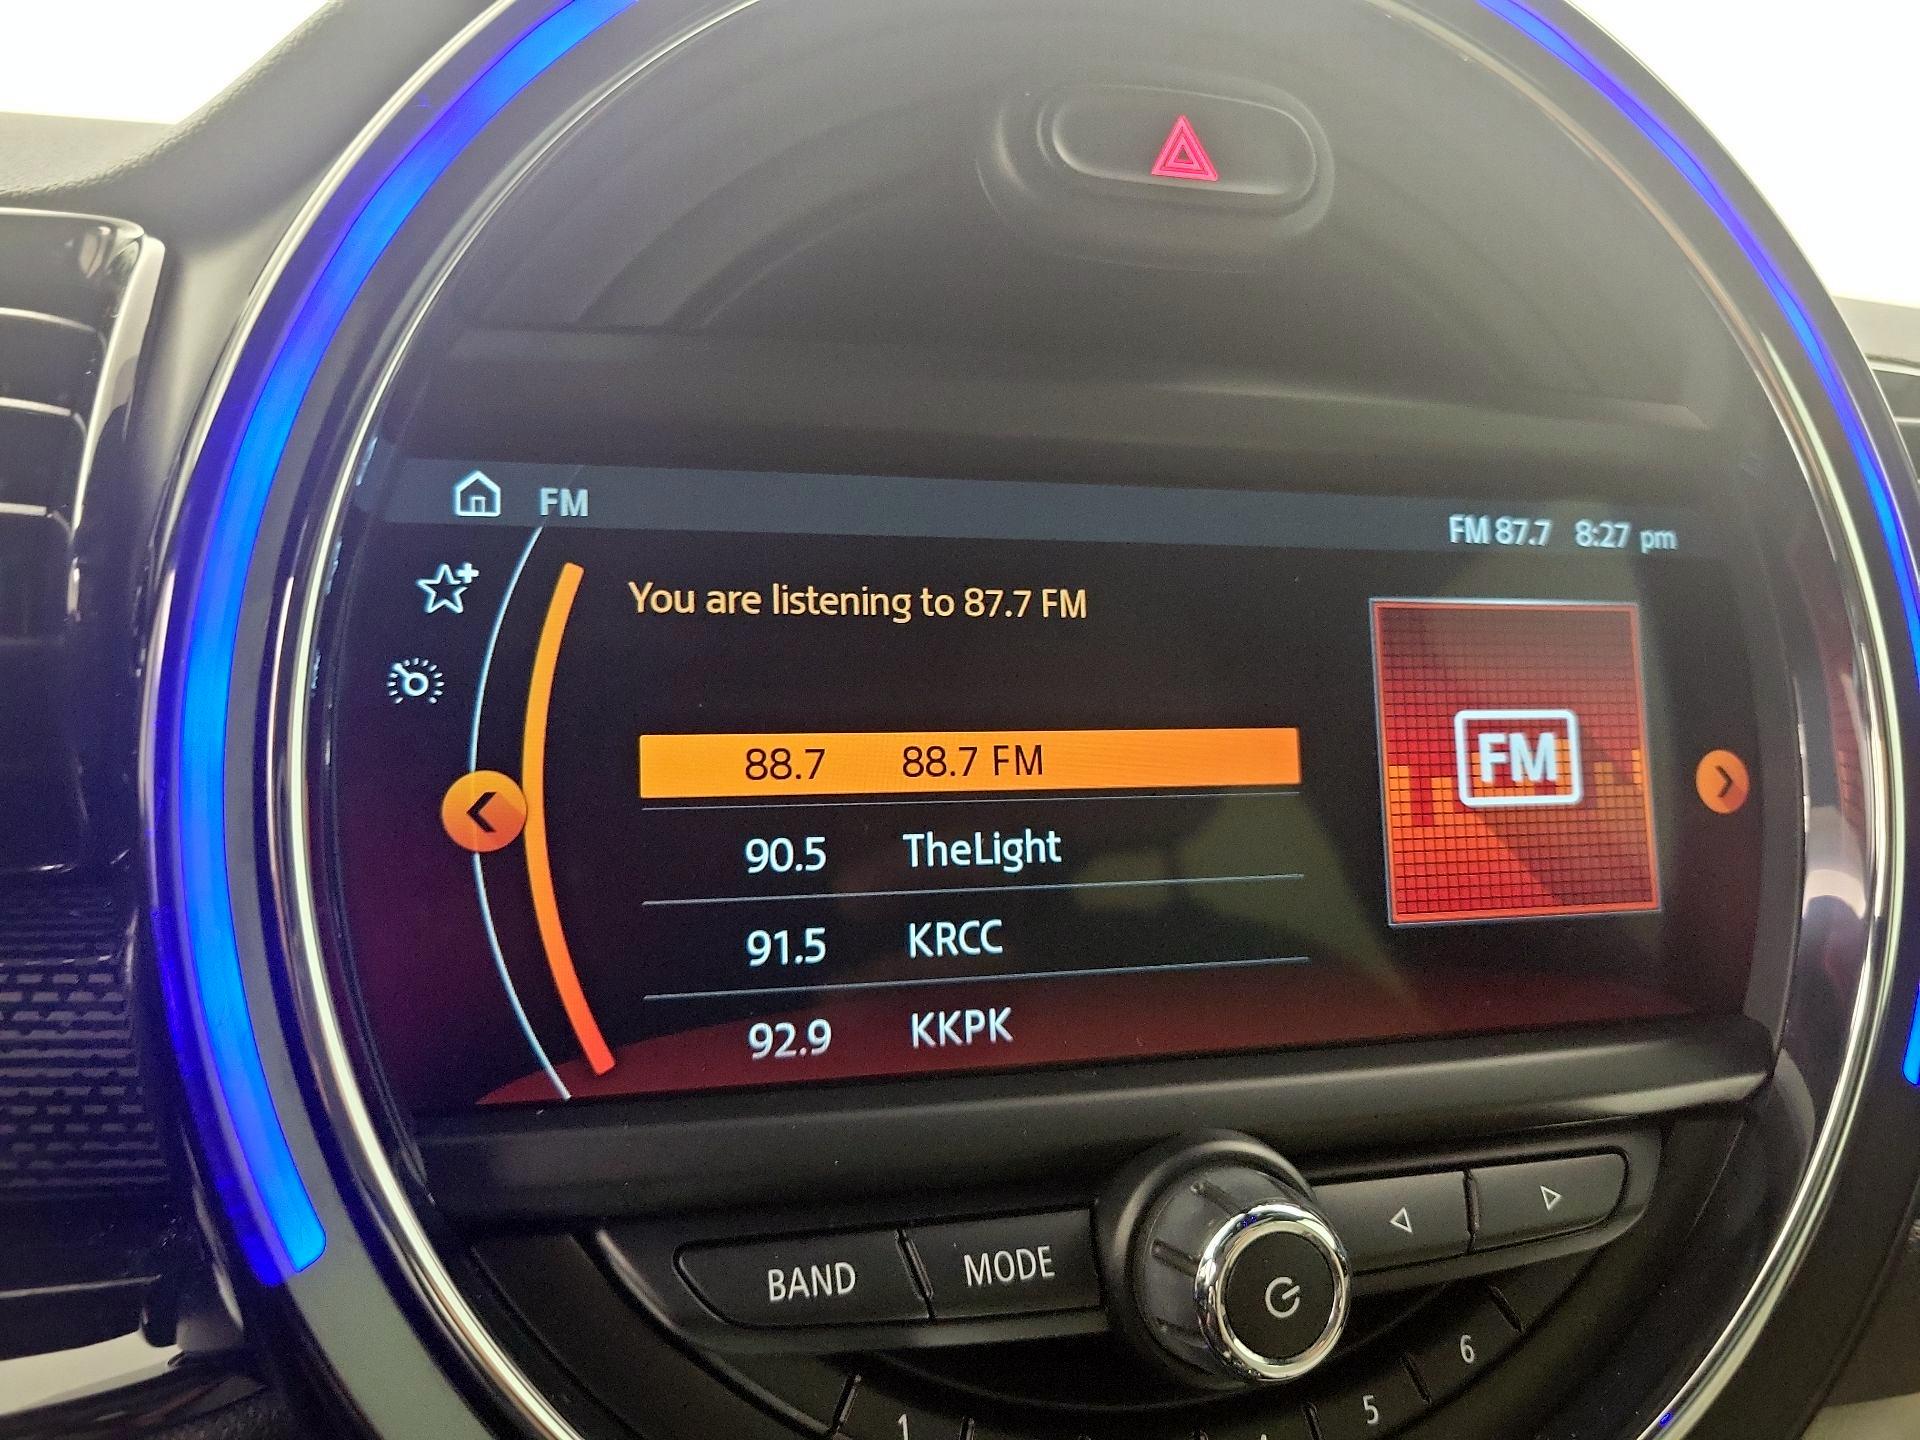 FM
FM 87.7 8:27 pm
You are listening to 87.7 FM
FM
88.7 88.7 FM
90.5 TheLight
91.5 KRCC
92.9 KKPK
BAND MODE
1 5 6